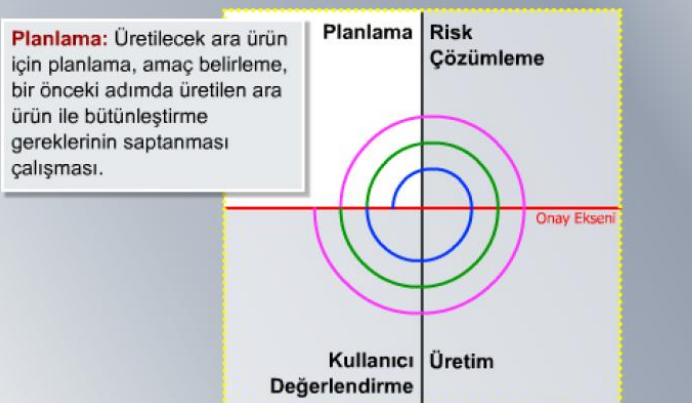 Planlama: Üretilecek ara ürün
için planlama, amaç belirleme,
bir önceki adımda üretilen ara
ürün ile bütünleştirme
gereklerinin saptanması
çalışması.
Planlama
Risk
Çözümleme
Onay Ekseni
Kullanıcı
Değerlendirme
Üretim